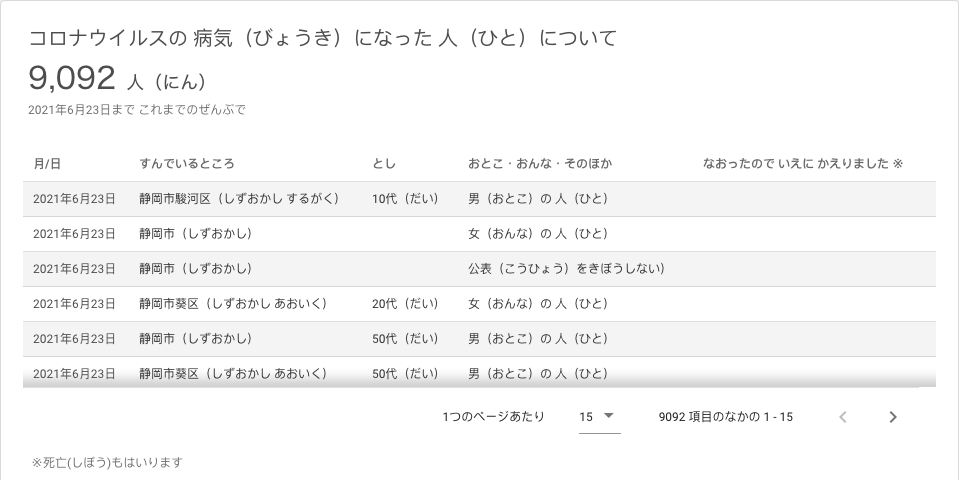 コロナウイルスの 病気（びょうき）になった 人（ひと）について
9,092 人（にん）
2021年6月23日まで これまでのぜんぶで
月/日 すんでいるところ とし おとこ・おんな・そのほか なおったので いえに かえりました ※
2021年6月23日 静岡市駿河区（しずおかし するがく） 10代（だい） 男（おとこ）の 人（ひと）
2021年6月23日 静岡市（しずおかし） 女（おんな）の 人（ひと）
2021年6月23日 静岡市（しずおかし） 公表（こうひょう）をきぼうしない）
2021年6月23日 静岡市葵区（しずおかし あおいく） 20代（だい） 女（おんな）の 人（ひと）
2021年6月23日 静岡市（しずおかし） 50代（だい） 男（おとこ）の 人（ひと）
2021年6月23日 静岡市葵区（しずおかし あおいく） 50代（だい） 男（おとこ）の 人（ひと）
1つのページあたり 15 9092 項目のなかの 1 - 15
※死亡(しぼう)もはいります